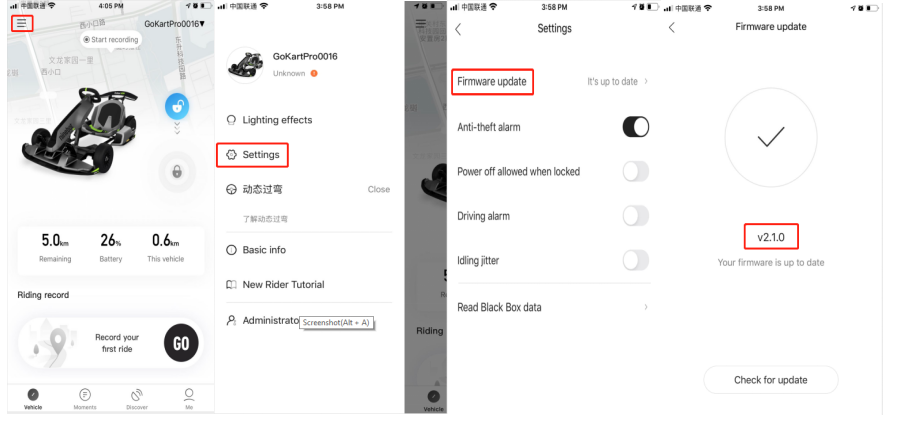 中国联通
4:05 PM
西小口路
GoKartPro0016▼
Start recording
文龙家园一里
西小口
东升科技园路
5.0km
26%
0.6km
Remaining
Battery
This vehicle
Riding record
Record your
first ride
GO
Vehicle
Moments
Discover
Me
中国联通
3:58 PM
GoKartPro0016
Unknown
Lighting effects
Settings
动态过弯
Close
了解动态过弯
Basic info
New Rider Tutorial
Administrato
Screenshot(Alt + A)
Riding
Vehicle
中国联通
3:58 PM
Settings
Firmware update
It's up to date
Anti-theft alarm
Power off allowed when locked
Driving alarm
Idling jitter
Read Black Box data
中国联通
3:58 PM
Firmware update
v2.1.0
Your firmware is up to date
Check for update